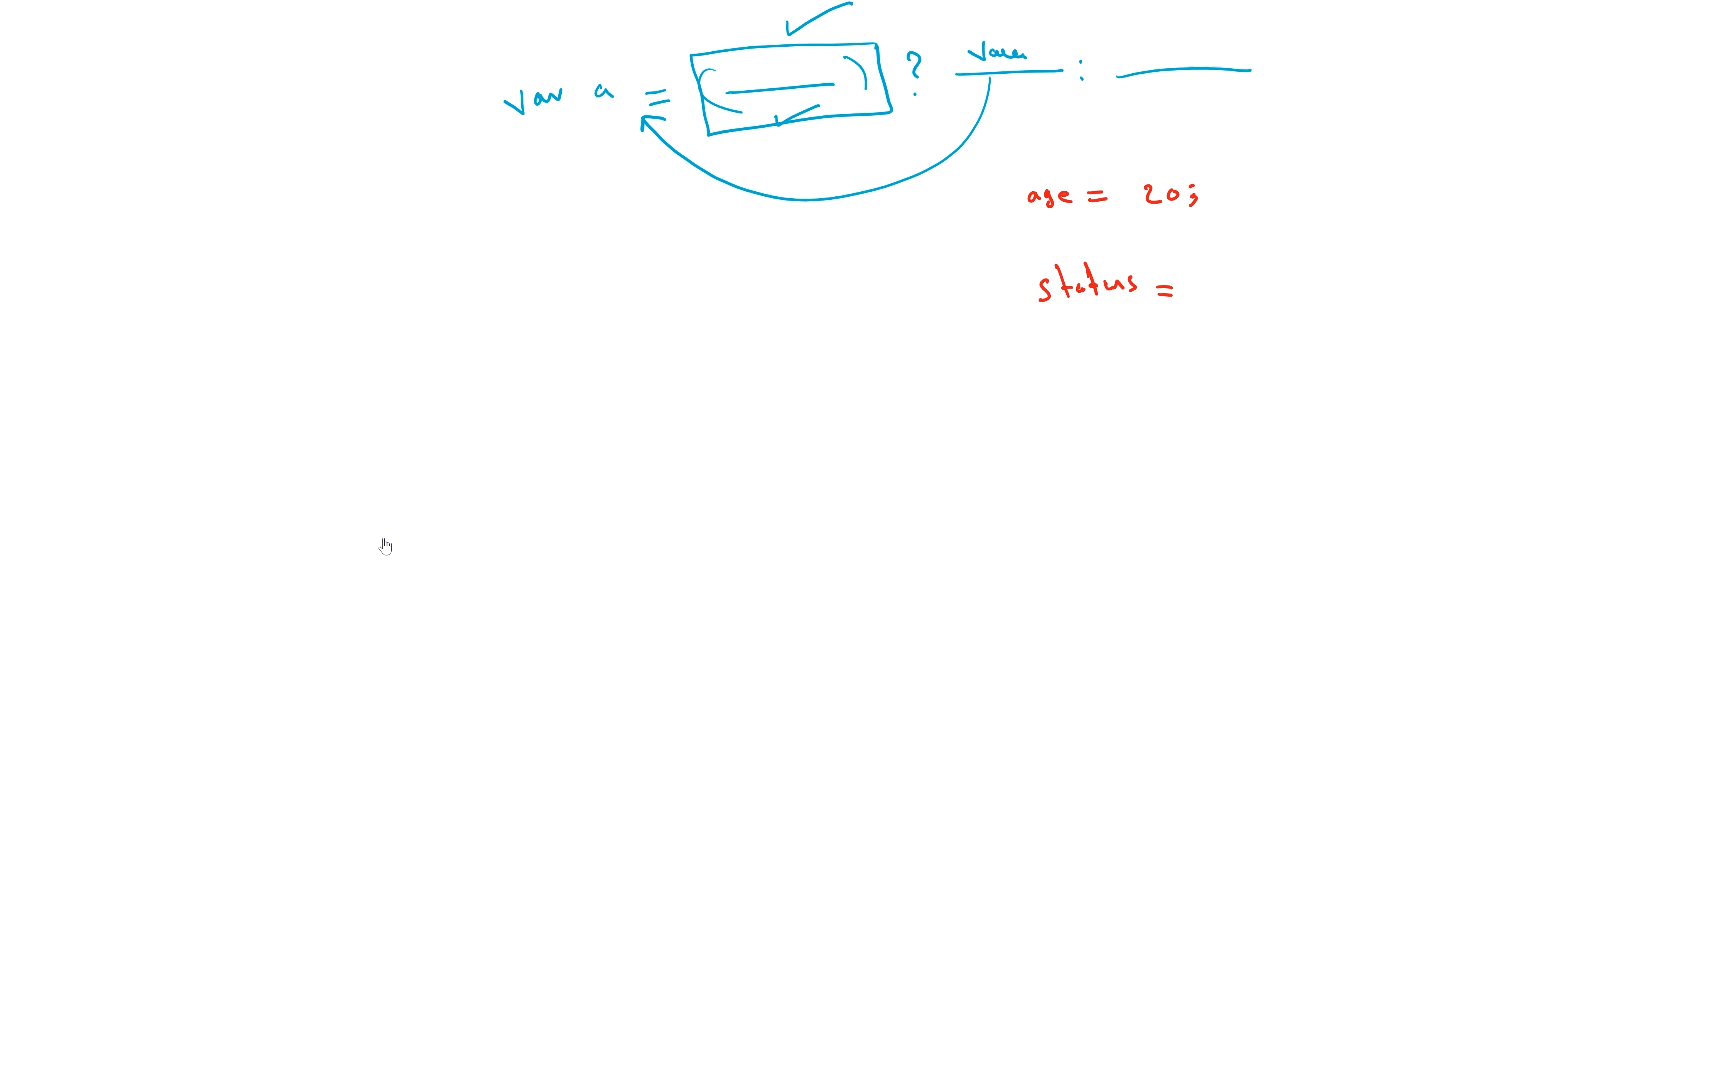 var a = ( ) ? value :
age = 20;
status =